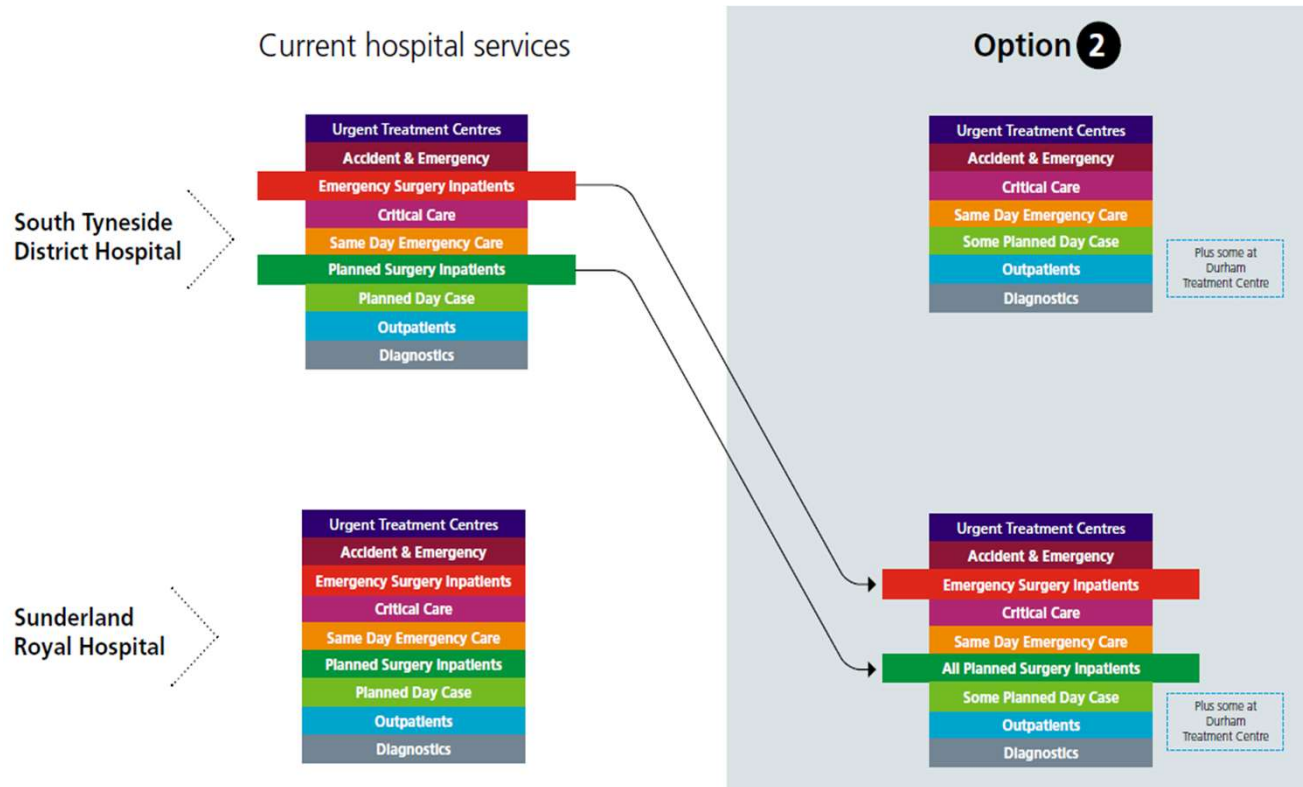 Current hospital services
Option 2
South Tyneside
District Hospital
Urgent Treatment Centres
Accident & Emergency
Emergency Surgery Inpatients
Critical Care
Same Day Emergency Care
Planned Surgery Inpatients
Planned Day Case
Outpatients
Diagnostics
Urgent Treatment Centres
Accident & Emergency
Critical Care
Same Day Emergency Care
Some Planned Day Case
Outpatients
Diagnostics
Plus some at
Durham
Treatment Centre
Sunderland
Royal Hospital
Urgent Treatment Centres
Accident & Emergency
Emergency Surgery Inpatients
Critical Care
Same Day Emergency Care
Planned Surgery Inpatients
Planned Day Case
Outpatients
Diagnostics
Urgent Treatment Centres
Accident & Emergency
Emergency Surgery Inpatients
Critical Care
Same Day Emergency Care
All Planned Surgery Inpatients
Some Planned Day Case
Outpatients
Diagnostics
Plus some at
Durham
Treatment Centre